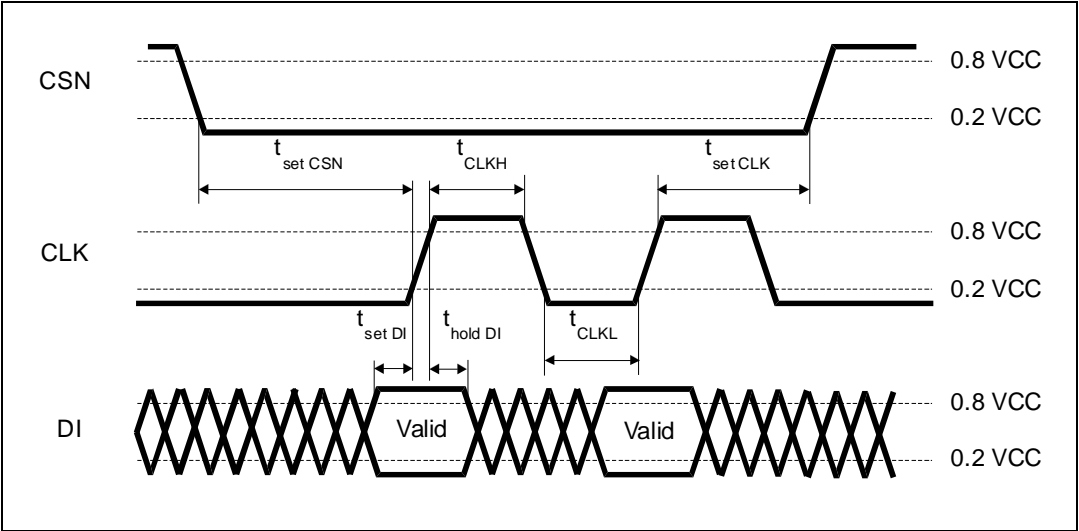 CSN
0.8 VCC
0.2 VCC
t set CSN
t CLKH
t set CLK
CLK
0.8 VCC
0.2 VCC
t set DI
t hold DI
t CLKL
DI
Valid
Valid
0.8 VCC
0.2 VCC